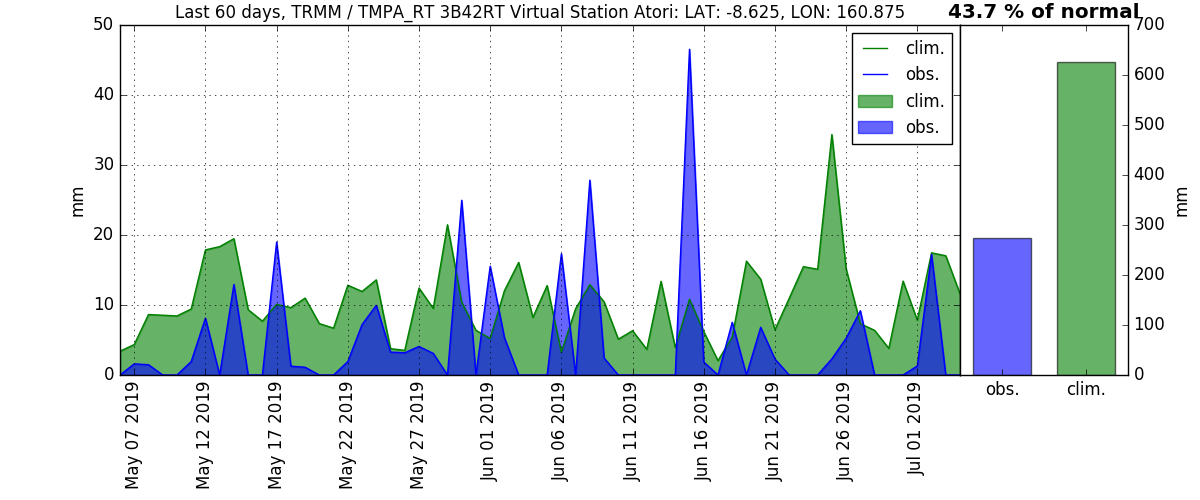 Last 60 days, TRMM / TMPA_RT 3B42RT Virtual Station Atori: LAT: -8.625, LON: 160.875
43.7 % of normal
50
40
30
20
10
0
mm
clim.
obs.
clim.
obs.
May 07 2019
May 12 2019
May 17 2019
May 22 2019
May 27 2019
Jun 01 2019
Jun 06 2019
Jun 11 2019
Jun 16 2019
Jun 21 2019
Jun 26 2019
Jul 01 2019
700
600
500
400
300
200
100
0
mm
obs.
clim.